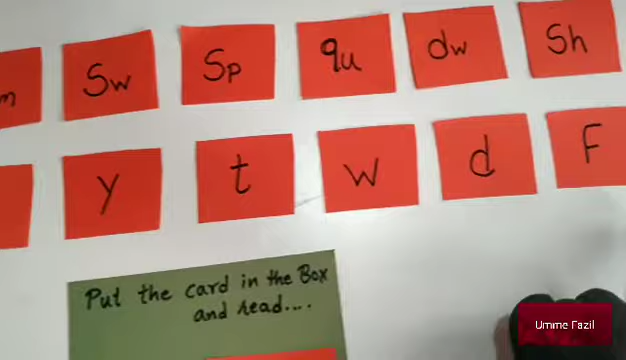 m Sw Sp qu dw Sh
y t w d F
Put the card in the Box
and read....
Umme Fazil